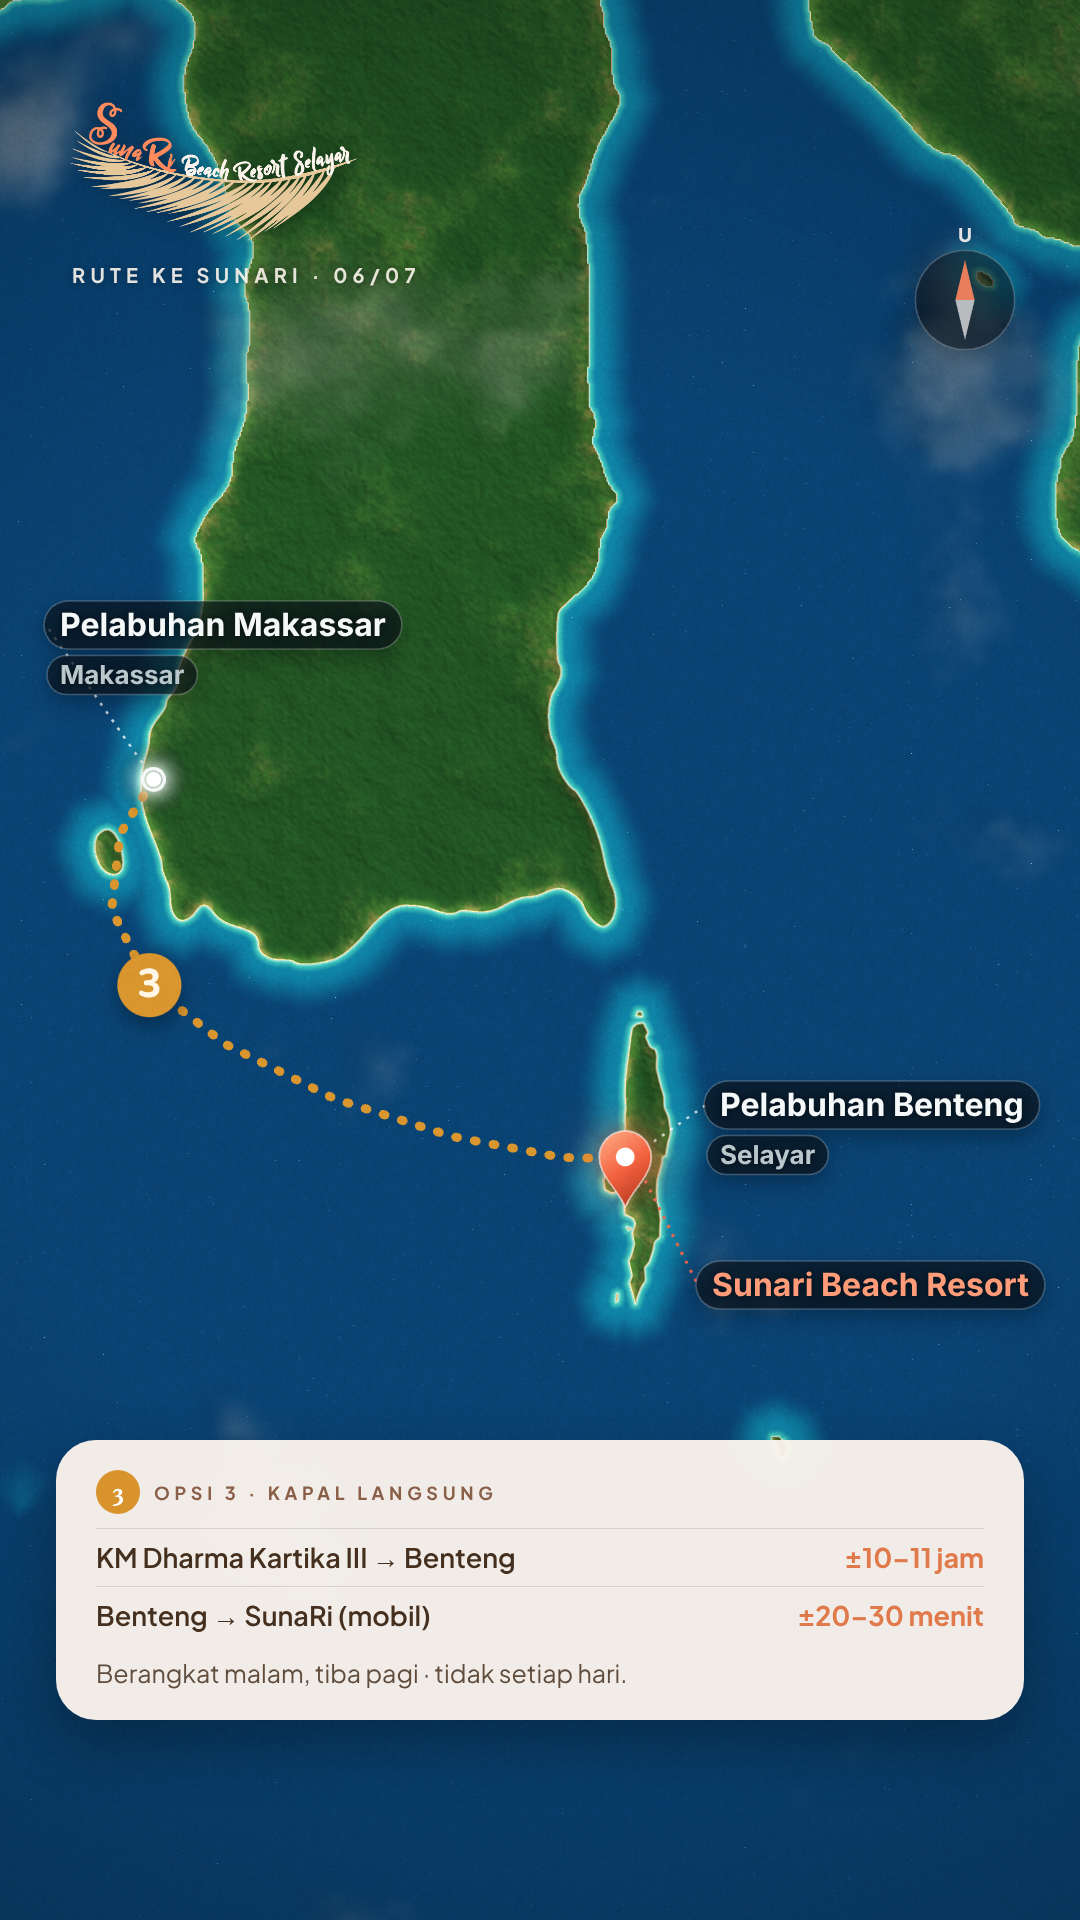 SunaRi Beach Resort Selayar
RUTE KE SUNARI · 06/07
U
Pelabuhan Makassar
Makassar
3
Pelabuhan Benteng
Selayar
Sunari Beach Resort
3 OPSI 3 · KAPAL LANGSUNG
KM Dharma Kartika III → Benteng ±10–11 jam
Benteng → SunaRi (mobil) ±20–30 menit
Berangkat malam, tiba pagi · tidak setiap hari.